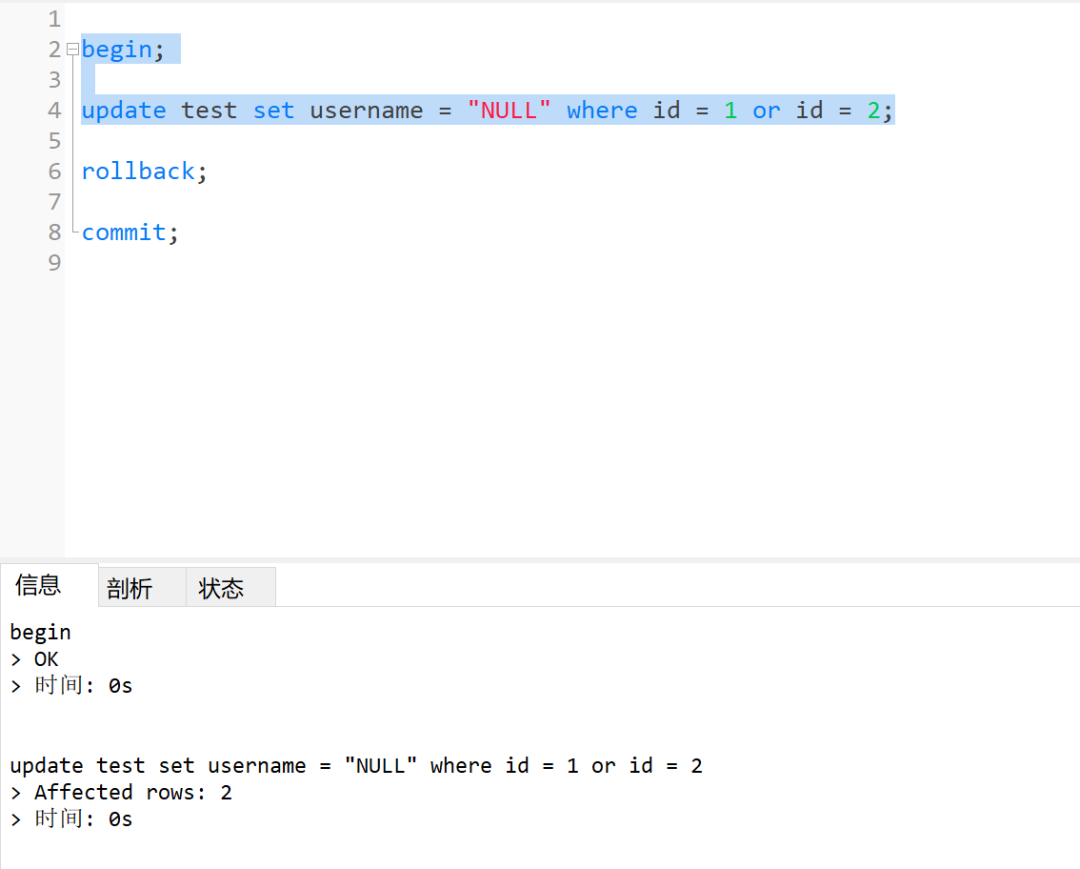 1
2 begin;
3
4 update test set username = "NULL" where id = 1 or id = 2;
5
6 rollback;
7
8 commit;
9
信息 剖析 状态
begin
> OK
> 时间: 0s
update test set username = "NULL" where id = 1 or id = 2
> Affected rows: 2
> 时间: 0s